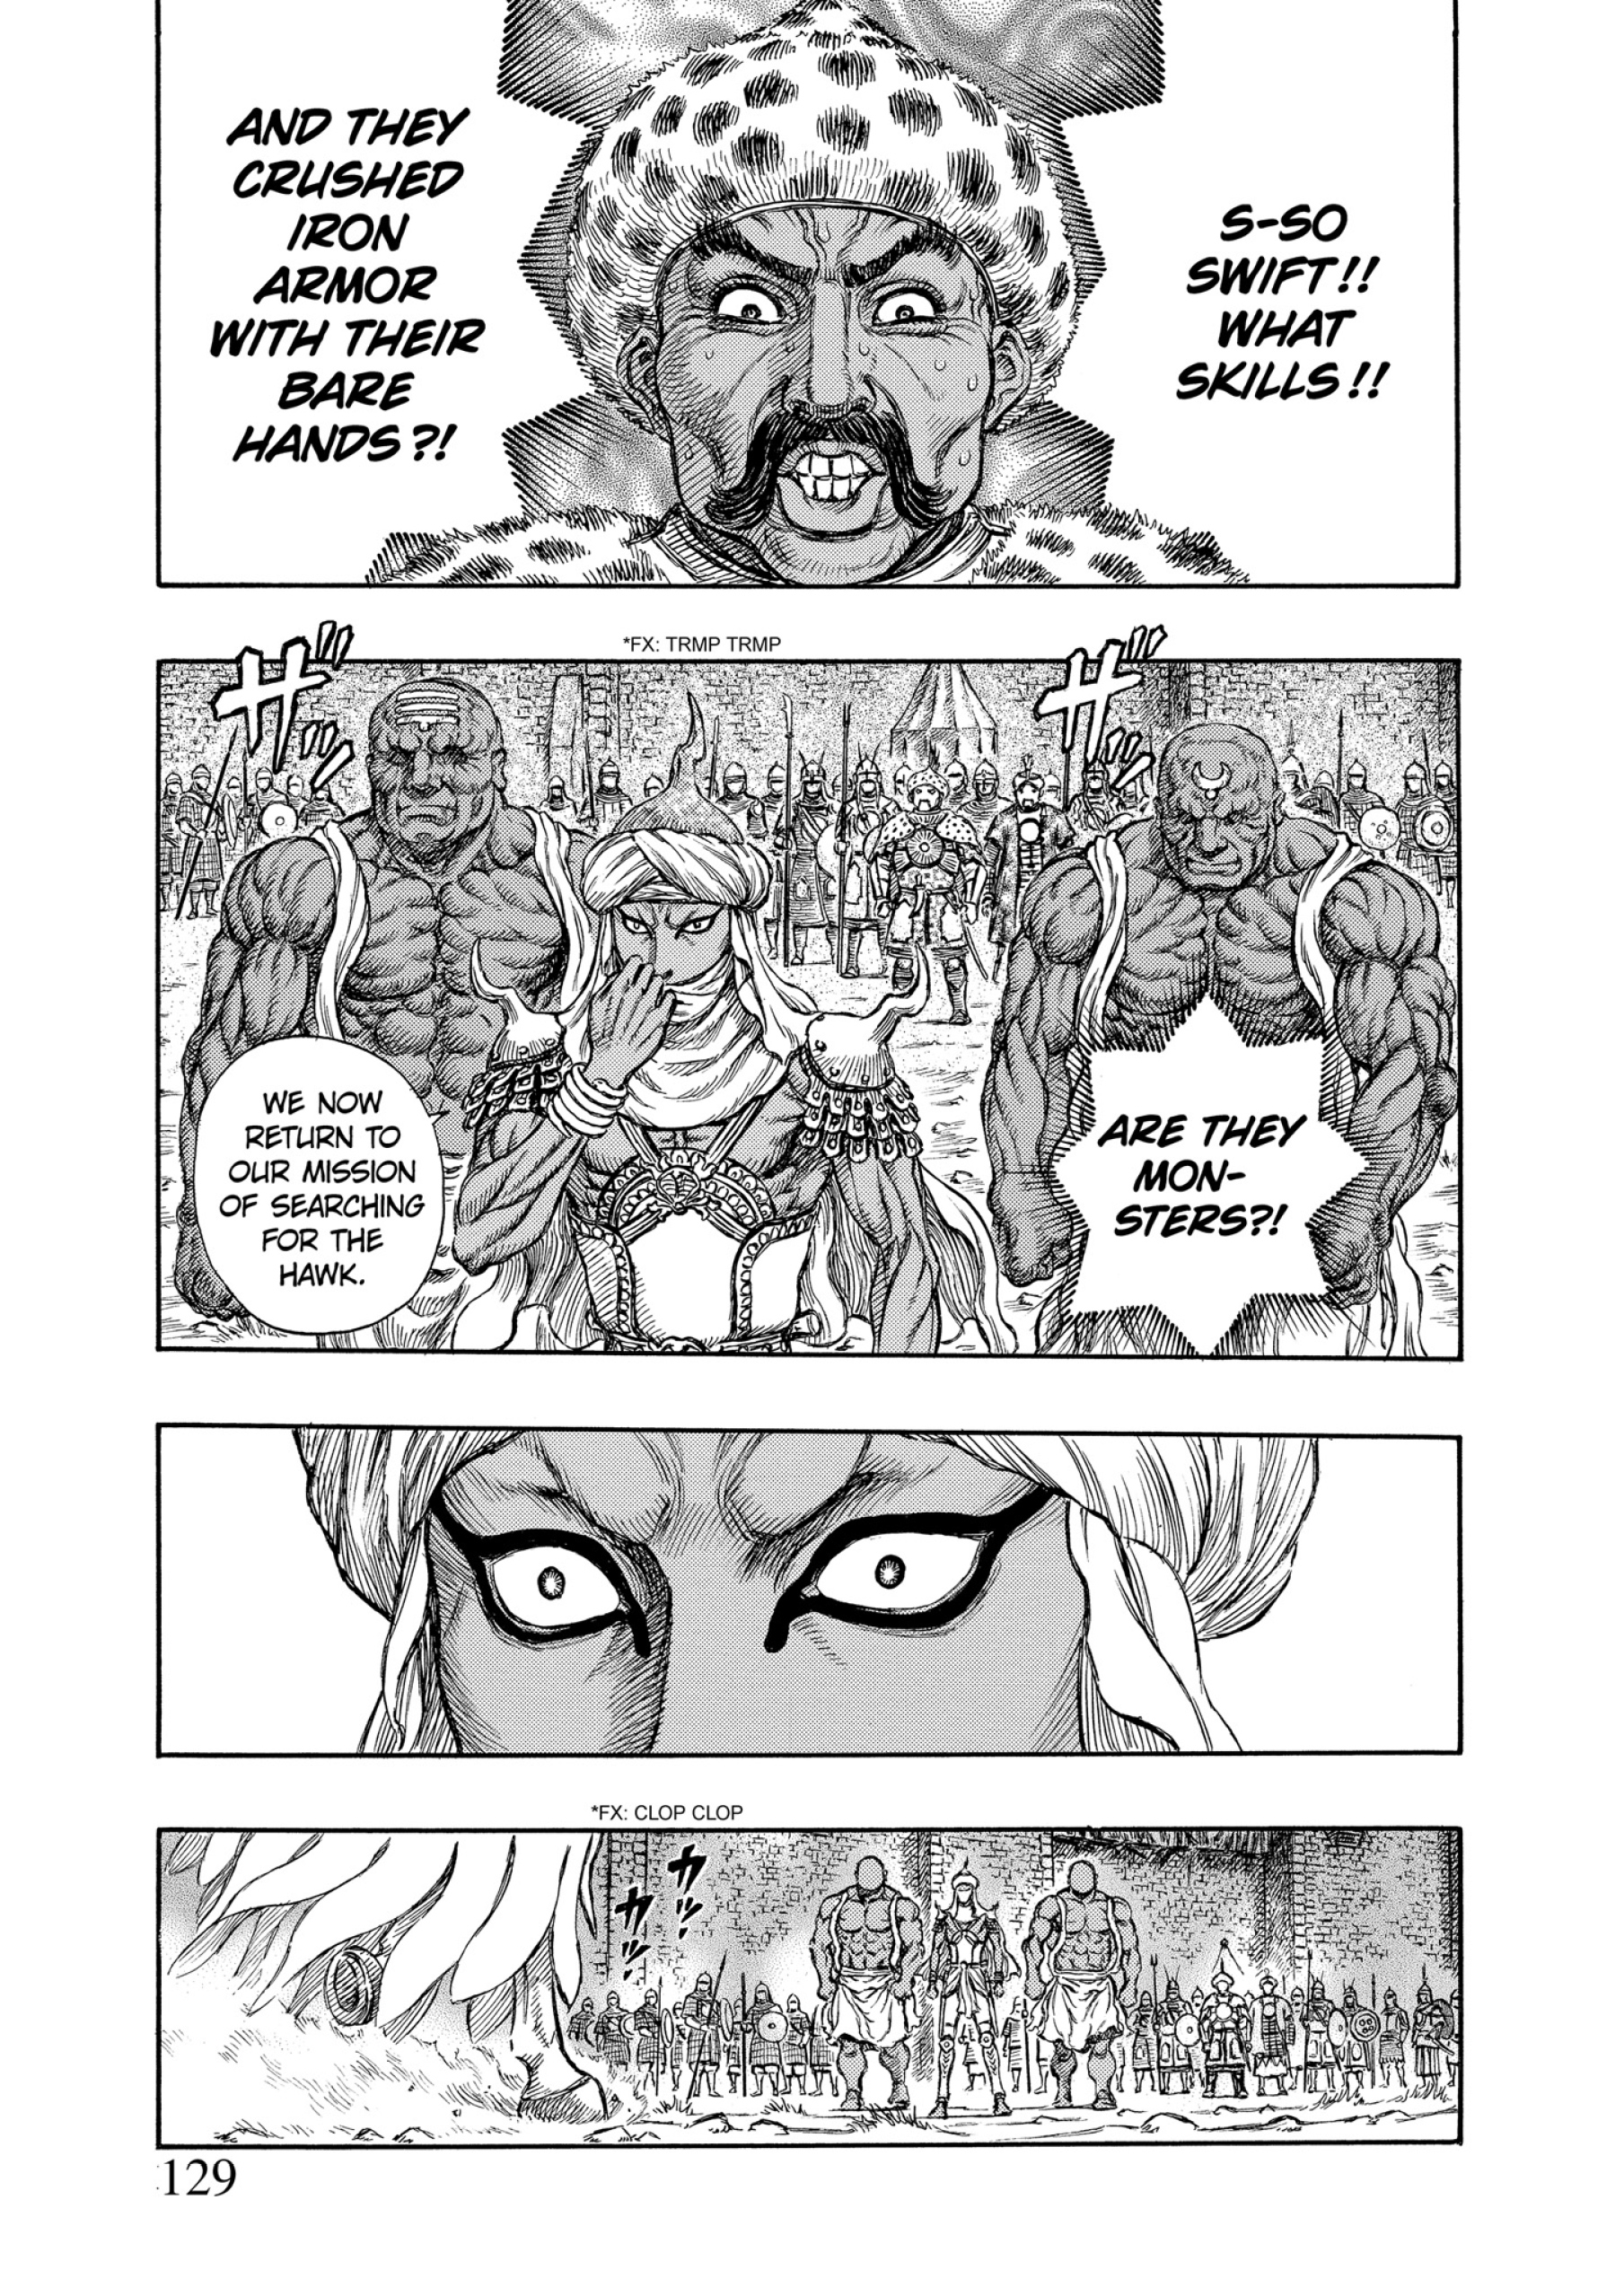 S-SO
SWIFT!!
WHAT
SKILLS!!
AND THEY
CRUSHED
IRON
ARMOR
WITH THEIR
BARE
HANDS?!
*FX: TRMP TRMP
ザッ
ザッ
ARE THEY
MON-
STERS?!
WE NOW
RETURN TO
OUR MISSION
OF SEARCHING
FOR THE
HAWK.
*FX: CLOP CLOP
カッ
カッ
129